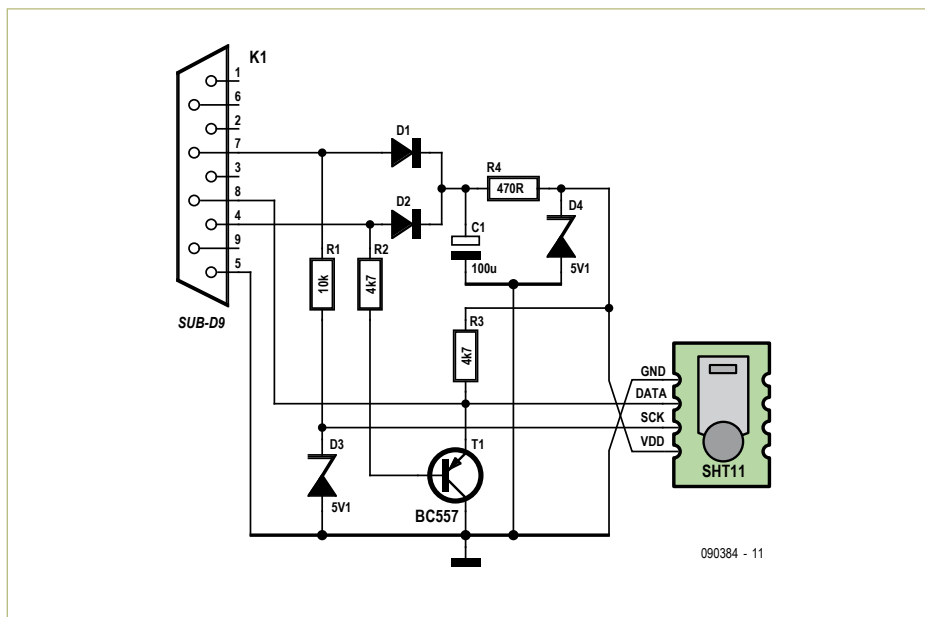 K1
1
6
2
7
3
8
4
9
5
SUB-D9
D1
D2
R1
10k
R2
4k7
R4
470R
C1
100u
D4
5V1
R3
4k7
D3
5V1
T1
BC557
GND
DATA
SCK
VDD
SHT11
090384 - 11